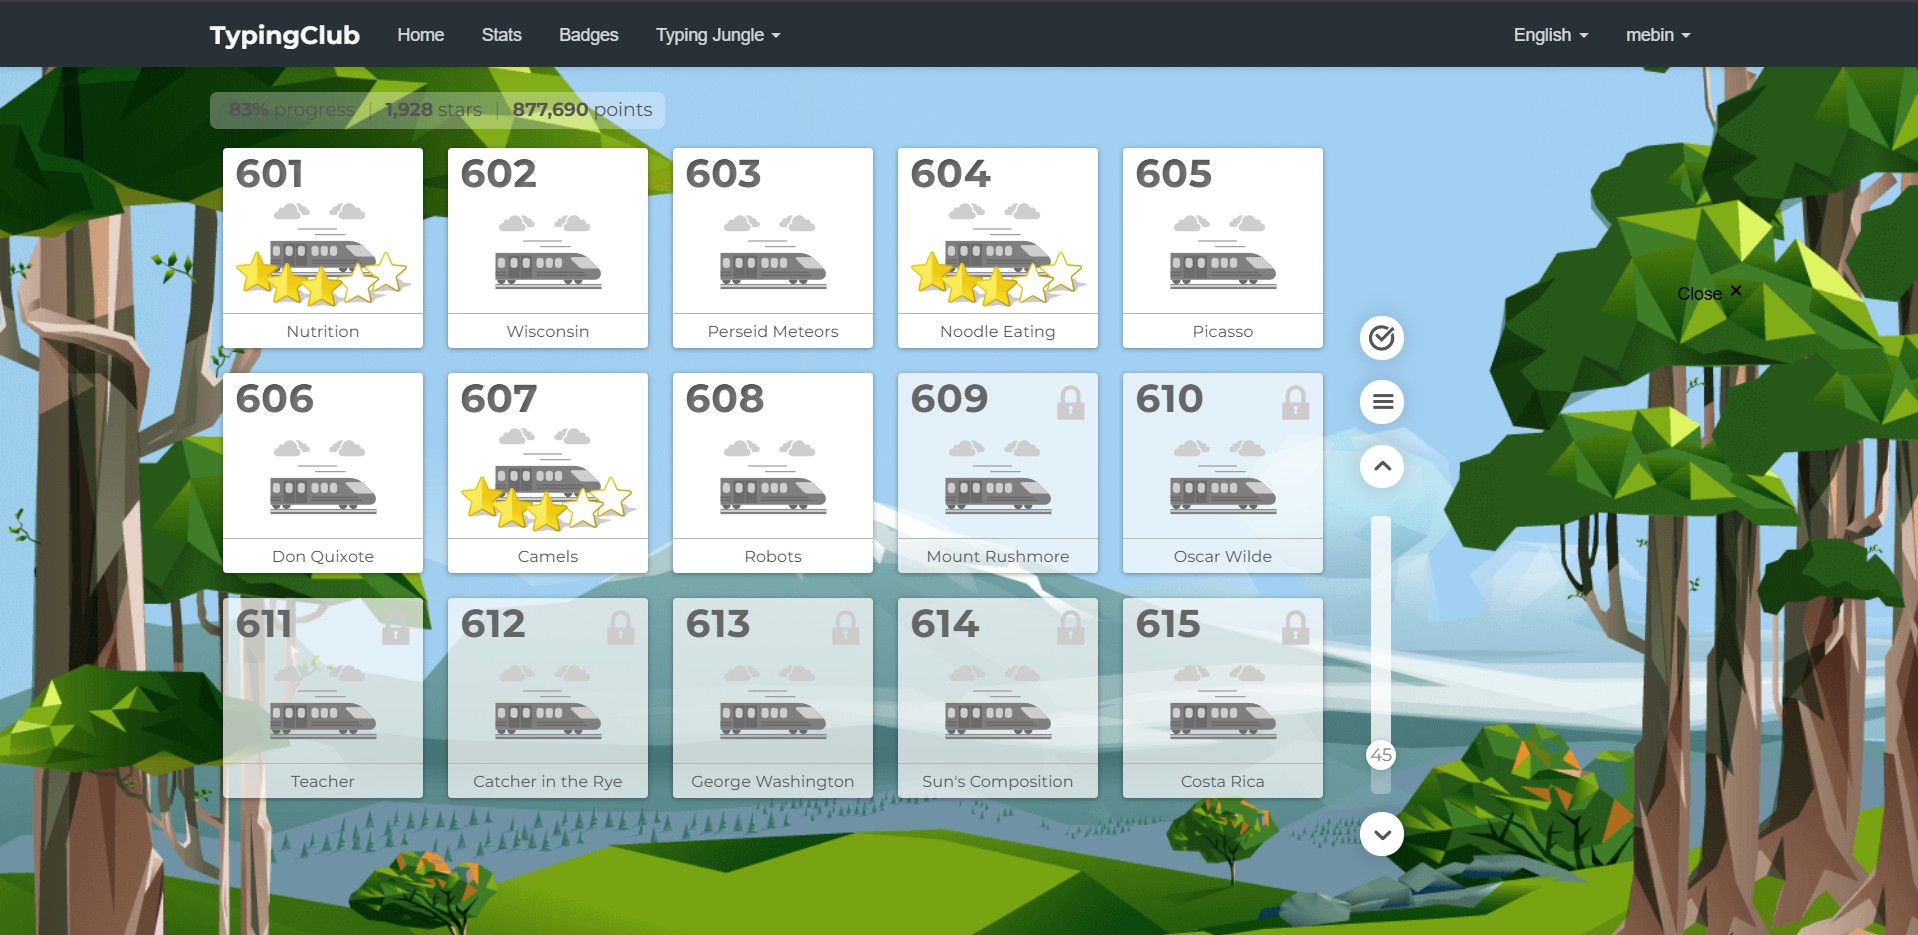 TypingClub Home Stats Badges Typing Jungle English mebin
83% progress | 1,928 stars | 877,690 points
601 602 603 604 605
Nutrition Wisconsin Perseid Meteors Noodle Eating Picasso
Close ×
606 607 608 609 610
Don Quixote Camels Robots Mount Rushmore Oscar Wilde
611 612 613 614 615
45
Teacher Catcher in the Rye George Washington Sun's Composition Costa Rica